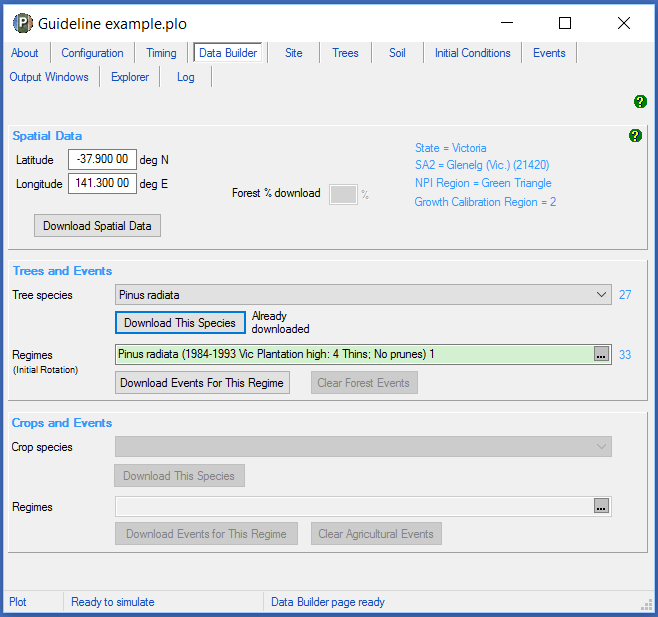 Guideline example.plo
About Configuration Timing Data Builder Site Trees Soil Initial Conditions Events
Output Windows Explorer Log
Spatial Data
Latitude -37.900 00 deg N
Longitude 141.300 00 deg E
Forest % download %
Download Spatial Data
State = Victoria
SA2 = Glenelg (Vic.) (21420)
NPI Region = Green Triangle
Growth Calibration Region = 2
Trees and Events
Tree species Pinus radiata 27
Download This Species Already
downloaded
Regimes Pinus radiata (1984-1993 Vic Plantation high: 4 Thins; No prunes) 1 ... 33
(Initial Rotation)
Download Events For This Regime Clear Forest Events
Crops and Events
Crop species
Download This Species
Regimes ...
Download Events for This Regime Clear Agricultural Events
Plot Ready to simulate Data Builder page ready